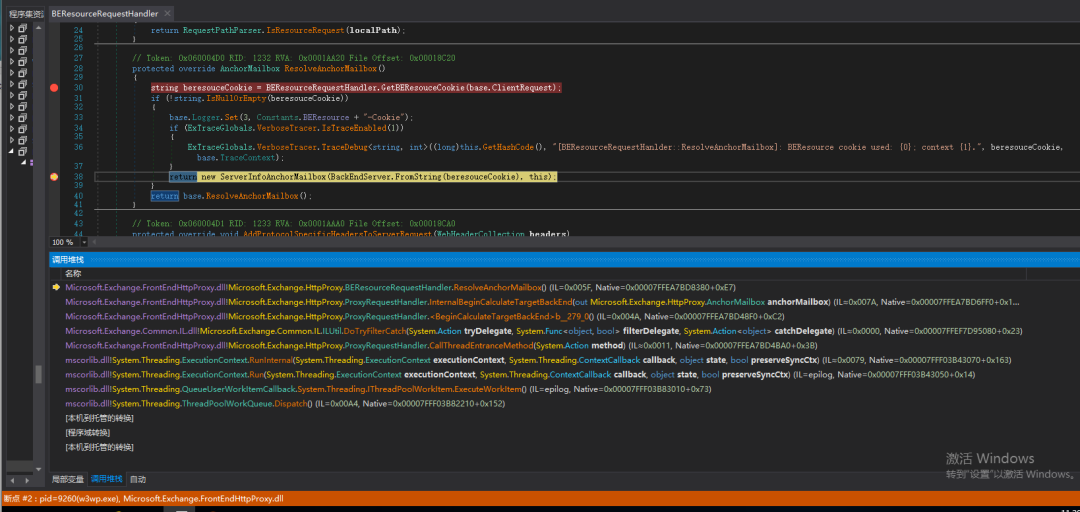 程序集资源
BEResourceRequestHandler ×
24 return RequestPathParser.IsResourceRequest(localPath);
25 }
26
27 // Token: 0x060004D0 RID: 1232 RVA: 0x0001AA20 File Offset: 0x00018C20
28 protected override AnchorMailbox ResolveAnchorMailbox()
29 {
30 string beresouceCookie = BEResourceRequestHandler.GetBEResouceCookie(base.ClientRequest);
31 if (!string.IsNullOrEmpty(beresouceCookie))
32 {
33 base.Logger.Set(3, Constants.BEResource + "-Cookie");
34 if (ExTraceGlobals.VerboseTracer.IsTraceEnabled(1))
35 {
36 ExTraceGlobals.VerboseTracer.TraceDebug<string, int>((long)this.GetHashCode(), "[BEResourceRequestHanlder::ResolveAnchorMailbox]: BEResource cookie used: {0}; context {1}.", beresouceCookie,
base.TraceContext);
37 }
38 return new ServerInfoAnchorMailbox(BackEndServer.FromString(beresouceCookie), this);
39 }
40 return base.ResolveAnchorMailbox();
41 }
42
43 // Token: 0x060004D1 RID: 1233 RVA: 0x0001AAA0 File Offset: 0x00018CA0
44 protected override void AddProtocolSpecificHeadersToServerRequest(WebHeaderCollection headers)
100 %
调用堆栈
名称
Microsoft.Exchange.FrontEndHttpProxy.dll!Microsoft.Exchange.HttpProxy.BEResourceRequestHandler.ResolveAnchorMailbox() (IL=0x005F, Native=0x00007FFEA7BD8380+0xE7)
Microsoft.Exchange.FrontEndHttpProxy.dll!Microsoft.Exchange.HttpProxy.ProxyRequestHandler.InternalBeginCalculateTargetBackEnd(out Microsoft.Exchange.HttpProxy.AnchorMailbox anchorMailbox) (IL=0x007A, Native=0x00007FFEA7BD6FF0+0x1...
Microsoft.Exchange.FrontEndHttpProxy.dll!Microsoft.Exchange.HttpProxy.ProxyRequestHandler.<BeginCalculateTargetBackEnd>b__279_0() (IL=0x004A, Native=0x00007FFEA7BD48F0+0xC2)
Microsoft.Exchange.Common.IL.dll!Microsoft.Exchange.Common.IL.ILUtil.DoTryFilterCatch(System.Action tryDelegate, System.Func<object, bool> filterDelegate, System.Action<object> catchDelegate) (IL=0x0000, Native=0x00007FFEF7D95080+0x23)
Microsoft.Exchange.FrontEndHttpProxy.dll!Microsoft.Exchange.HttpProxy.ProxyRequestHandler.CallThreadEntranceMethod(System.Action method) (IL=0x0011, Native=0x00007FFEA7BD4BA0+0x3B)
mscorlib.dll!System.Threading.ExecutionContext.RunInternal(System.Threading.ExecutionContext executionContext, System.Threading.ContextCallback callback, object state, bool preserveSyncCtx) (IL=0x0079, Native=0x00007FFF03B43070+0x163)
mscorlib.dll!System.Threading.ExecutionContext.Run(System.Threading.ExecutionContext executionContext, System.Threading.ContextCallback callback, object state, bool preserveSyncCtx) (IL=epilog, Native=0x00007FFF03B43050+0x14)
mscorlib.dll!System.Threading.QueueUserWorkItemCallback.System.Threading.IThreadPoolWorkItem.ExecuteWorkItem() (IL=epilog, Native=0x00007FFF03B83010+0x73)
mscorlib.dll!System.Threading.ThreadPoolWorkQueue.Dispatch() (IL=0x00A4, Native=0x00007FFF03B82210+0x152)
[本机到托管的转换]
[程序域转换]
[本机到托管的转换]
激活 Windows
转到"设置"以激活 Windows。
局部变量 调用堆栈 自动
断点 #2 : pid=9260(w3wp.exe), Microsoft.Exchange.FrontEndHttpProxy.dll